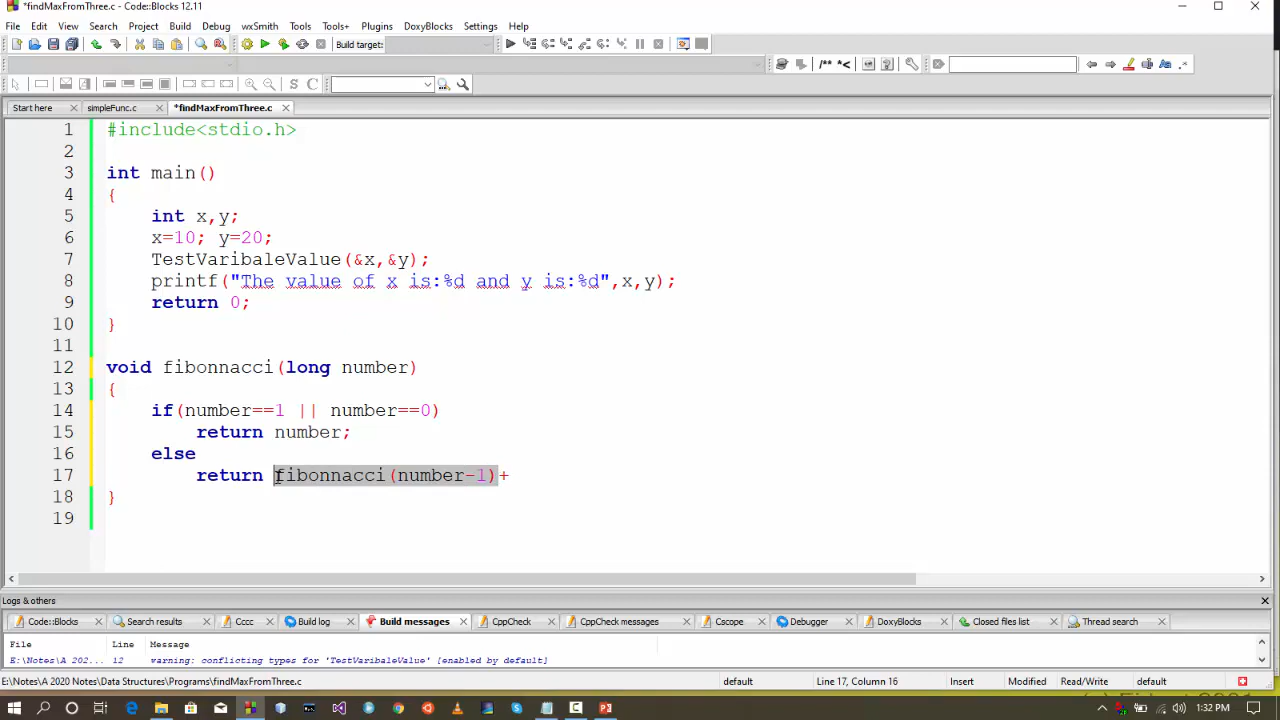 *findMaxFromThree.c - Code::Blocks 12.11
File Edit View Search Project Build Debug wxSmith Tools Tools+ Plugins DoxyBlocks Settings Help
Build target:
/** *<
S C
Start here simpleFunc.c *findMaxFromThree.c
1 #include<stdio.h>
2
3 int main()
4 {
5 int x,y;
6 x=10; y=20;
7 TestVaribaleValue(&x,&y);
8 printf("The value of x is:%d and y is:%d",x,y);
9 return 0;
10 }
11
12 void fibonnacci(long number)
13 {
14 if(number==1 || number==0)
15 return number;
16 else
17 return fibonnacci(number-1)+
18 }
19
Logs & others
Code::Blocks Search results Cccc Build log Build messages CppCheck CppCheck messages Cscope Debugger DoxyBlocks Closed files list Thread search
File Line Message
E:\Notes\A 202... 12 warning: conflicting types for 'TestVaribaleValue' [enabled by default]
E:\Notes\A 2020 Notes\Data Structures\Programs\findMaxFromThree.c default Line 17, Column 16 Insert Modified Read/Write default
1:32 PM